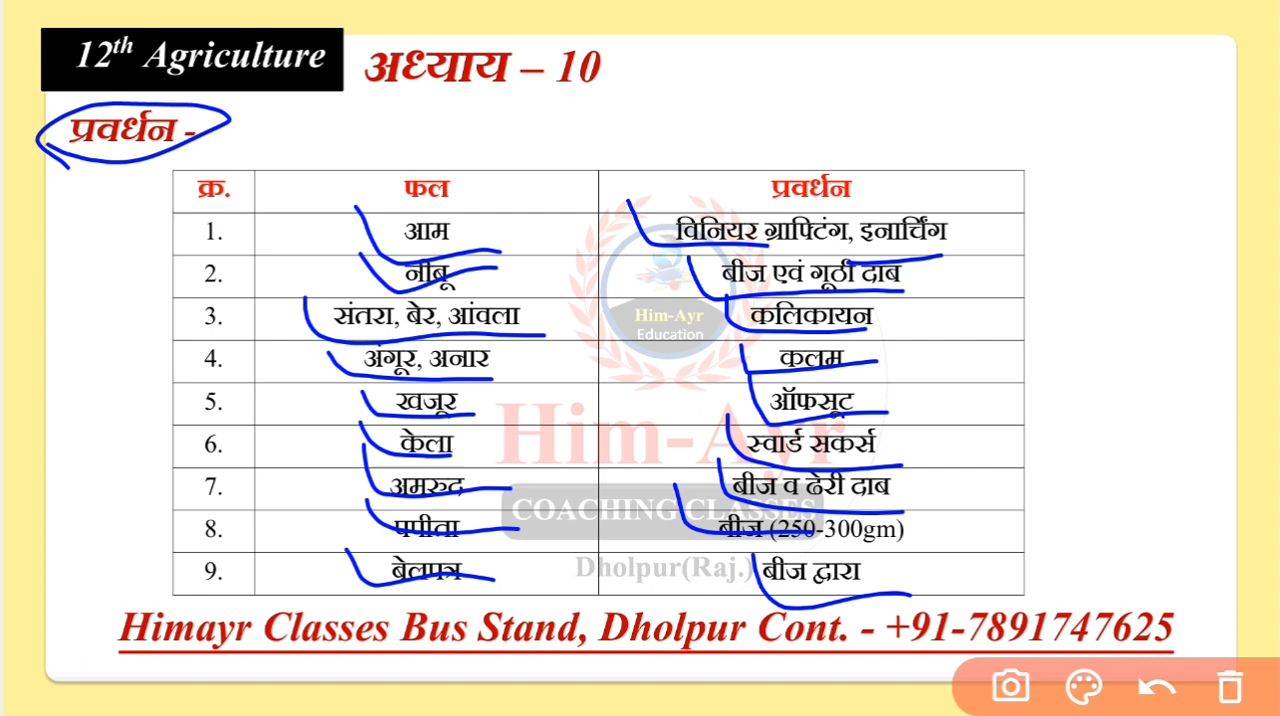 12th Agriculture
अध्याय – 10
प्रवर्धन -
क्र. फल प्रवर्धन
1. आम विनियर ग्राफ्टिंग, इनार्चिंग
2. नीबू बीज एवं गूठी दाब
3. संतरा, बेर, आंवला कलिकायन
4. अंगूर, अनार कलम
5. खजूर ऑफसूट
6. केला स्वार्ड सकर्स
7. अमरुद बीज व ढेरी दाब
8. पपीता बीज (250-300gm)
9. बेलपत्र बीज द्वारा
Him-Ayr
Education
Him-Ayr
COACHING CLASSES
Dholpur(Raj.)
Himayr Classes Bus Stand, Dholpur Cont. - +91-7891747625